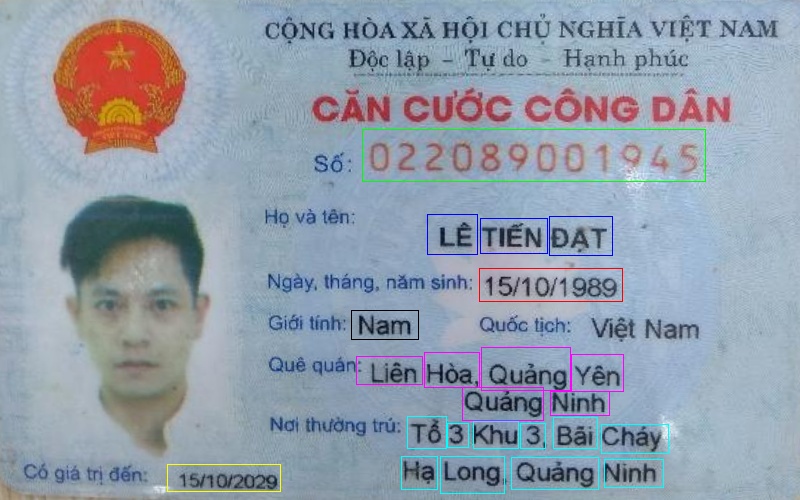 CỘNG HÒA XÃ HỘI CHỦ NGHĨA VIỆT NAM
Độc lập - Tự do - Hạnh phúc
CĂN CƯỚC CÔNG DÂN
Số: 022089001945
Họ và tên:
LÊ TIẾN ĐẠT
Ngày, tháng, năm sinh: 15/10/1989
Giới tính: Nam Quốc tịch: Việt Nam
Quê quán: Liên Hòa, Quảng Yên
Quảng Ninh
Nơi thường trú: Tổ 3 Khu 3, Bãi Cháy
Hạ Long, Quảng Ninh
Có giá trị đến: 15/10/2029